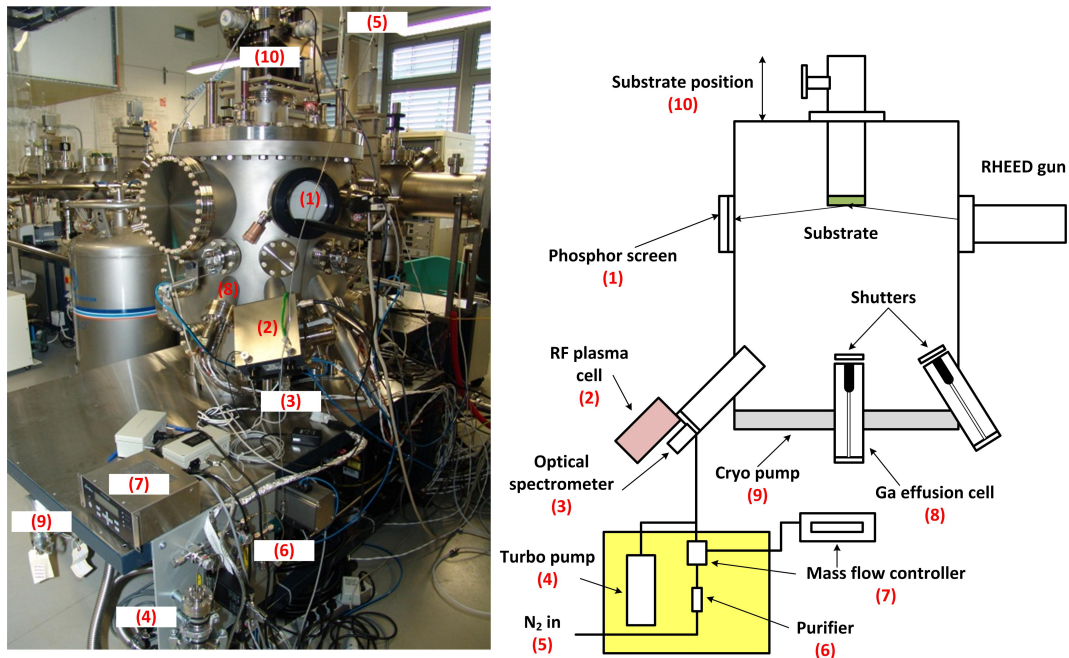 (5)
(10)
(1)
(8)
(2)
(3)
(7)
(9)
(6)
(4)
Substrate position
(10)
RHEED gun
Substrate
Phosphor screen
(1)
Shutters
RF plasma
cell
(2)
Optical
spectrometer
(3)
Cryo pump
(9)
Ga effusion cell
(8)
Turbo pump
(4)
Mass flow controller
(7)
N₂ in
(5)
Purifier
(6)